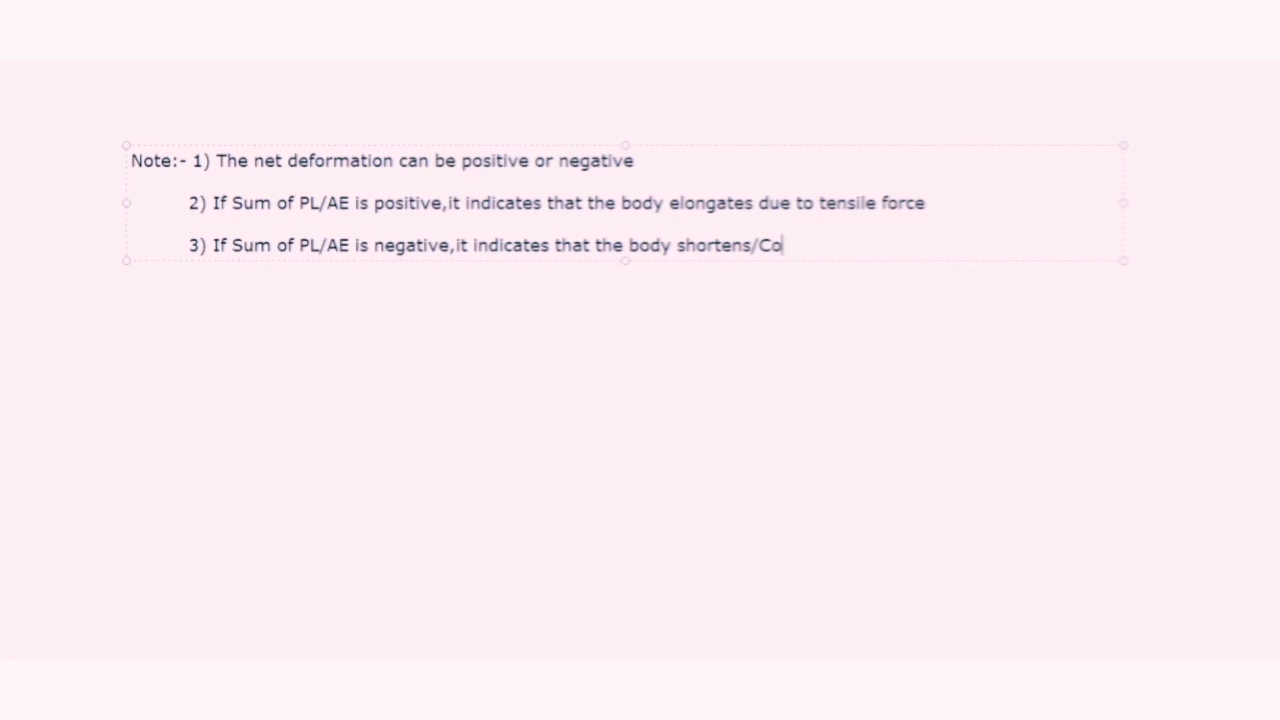 Note:- 1) The net deformation can be positive or negative
2) If Sum of PL/AE is positive,it indicates that the body elongates due to tensile force
3) If Sum of PL/AE is negative,it indicates that the body shortens/Co